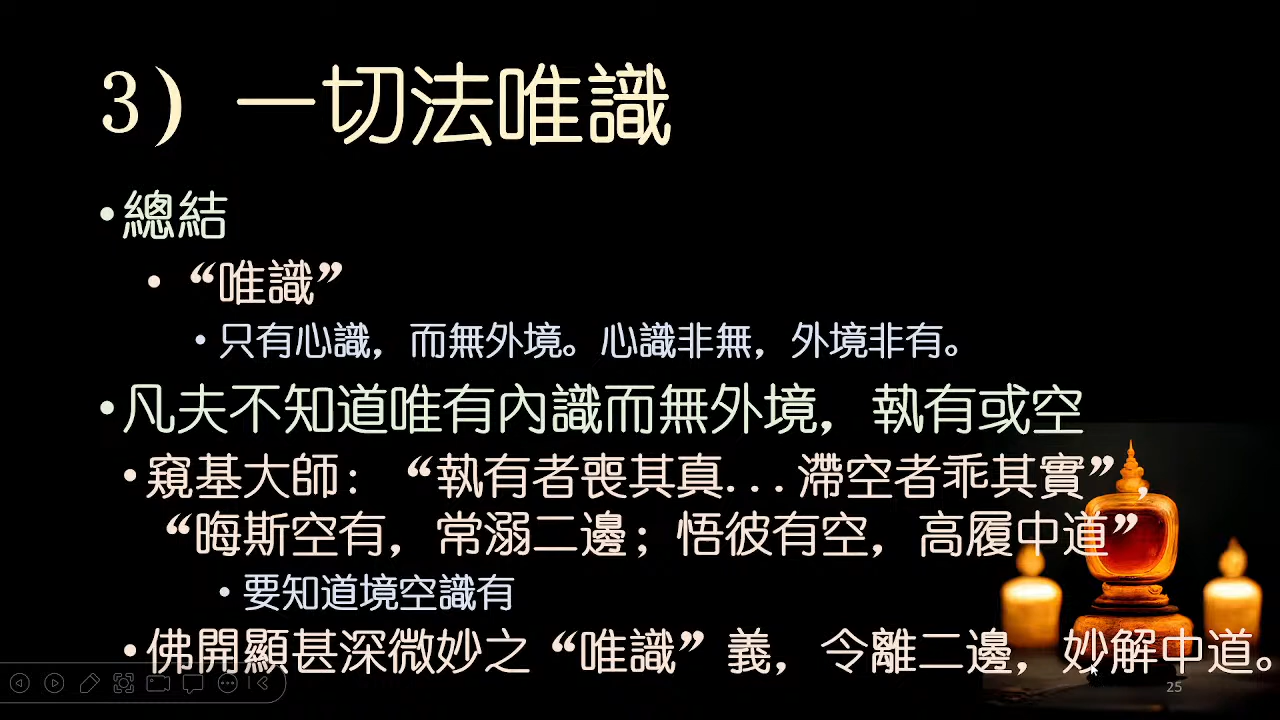 3）一切法唯識
•總結
•“唯識”
•只有心識，而無外境。心識非無，外境非有。
•凡夫不知道唯有內識而無外境，執有或空
•窺基大師：“執有者喪其真...滯空者乖其實”，
“晦斯空有，常溺二邊；悟彼有空，高履中道”
•要知道境空識有
•佛開顯甚深微妙之“唯識”義，令離二邊，妙解中道。
25